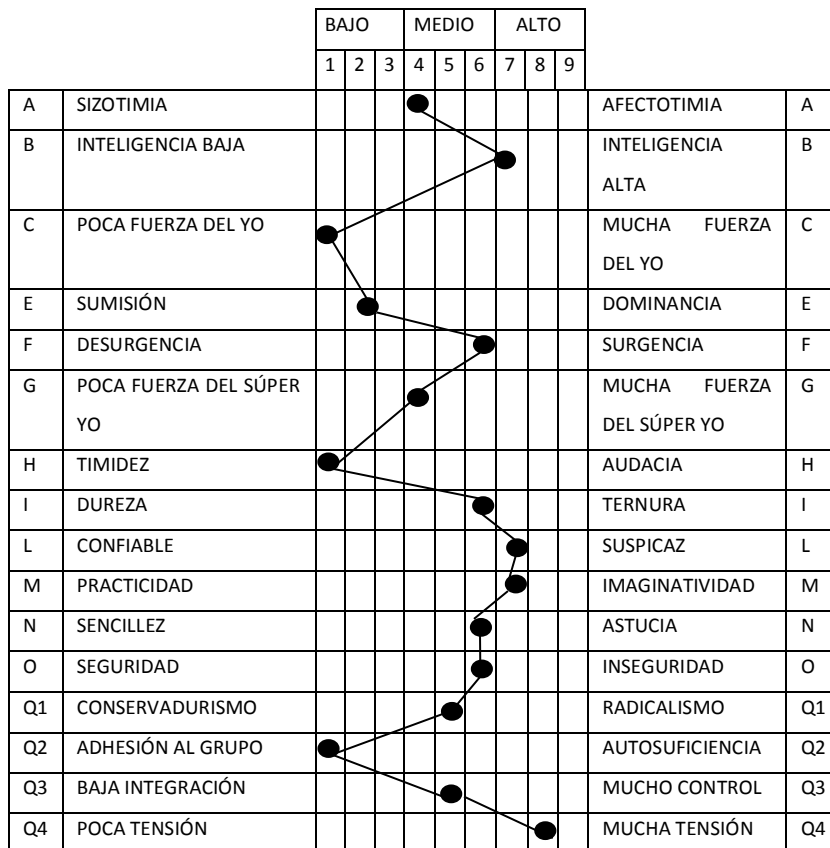 BAJO MEDIO ALTO
1 2 3 4 5 6 7 8 9
A SIZOTIMIA AFECTOTIMIA A
B INTELIGENCIA BAJA INTELIGENCIA B
ALTA
C POCA FUERZA DEL YO MUCHA FUERZA C
DEL YO
E SUMISIÓN DOMINANCIA E
F DESURGENCIA SURGENCIA F
G POCA FUERZA DEL SÚPER MUCHA FUERZA G
YO DEL SÚPER YO
H TIMIDEZ AUDACIA H
I DUREZA TERNURA I
L CONFIABLE SUSPICAZ L
M PRACTICIDAD IMAGINATIVIDAD M
N SENCILLEZ ASTUCIA N
O SEGURIDAD INSEGURIDAD O
Q1 CONSERVADURISMO RADICALISMO Q1
Q2 ADHESIÓN AL GRUPO AUTOSUFICIENCIA Q2
Q3 BAJA INTEGRACIÓN MUCHO CONTROL Q3
Q4 POCA TENSIÓN MUCHA TENSIÓN Q4